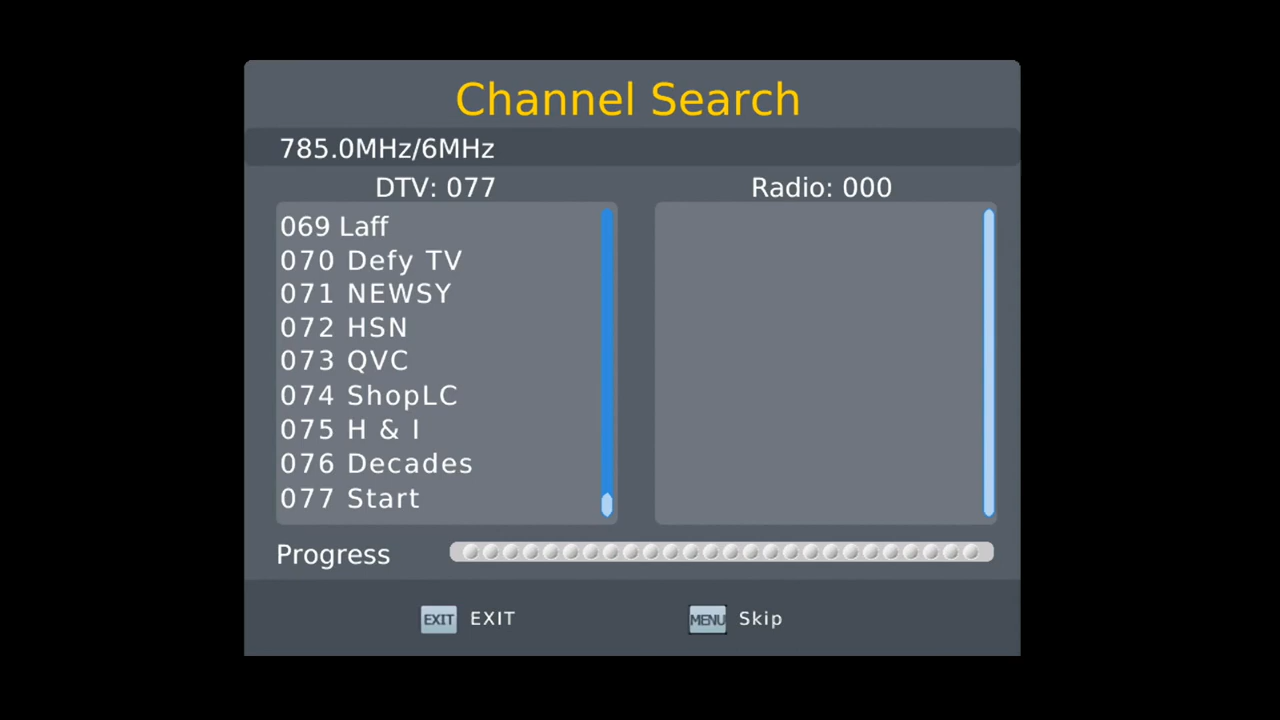 Channel Search
785.0MHz/6MHz
DTV: 077
Radio: 000
069 Laff
070 Defy TV
071 NEWSY
072 HSN
073 QVC
074 ShopLC
075 H & I
076 Decades
077 Start
Progress
EXIT EXIT
MENU Skip